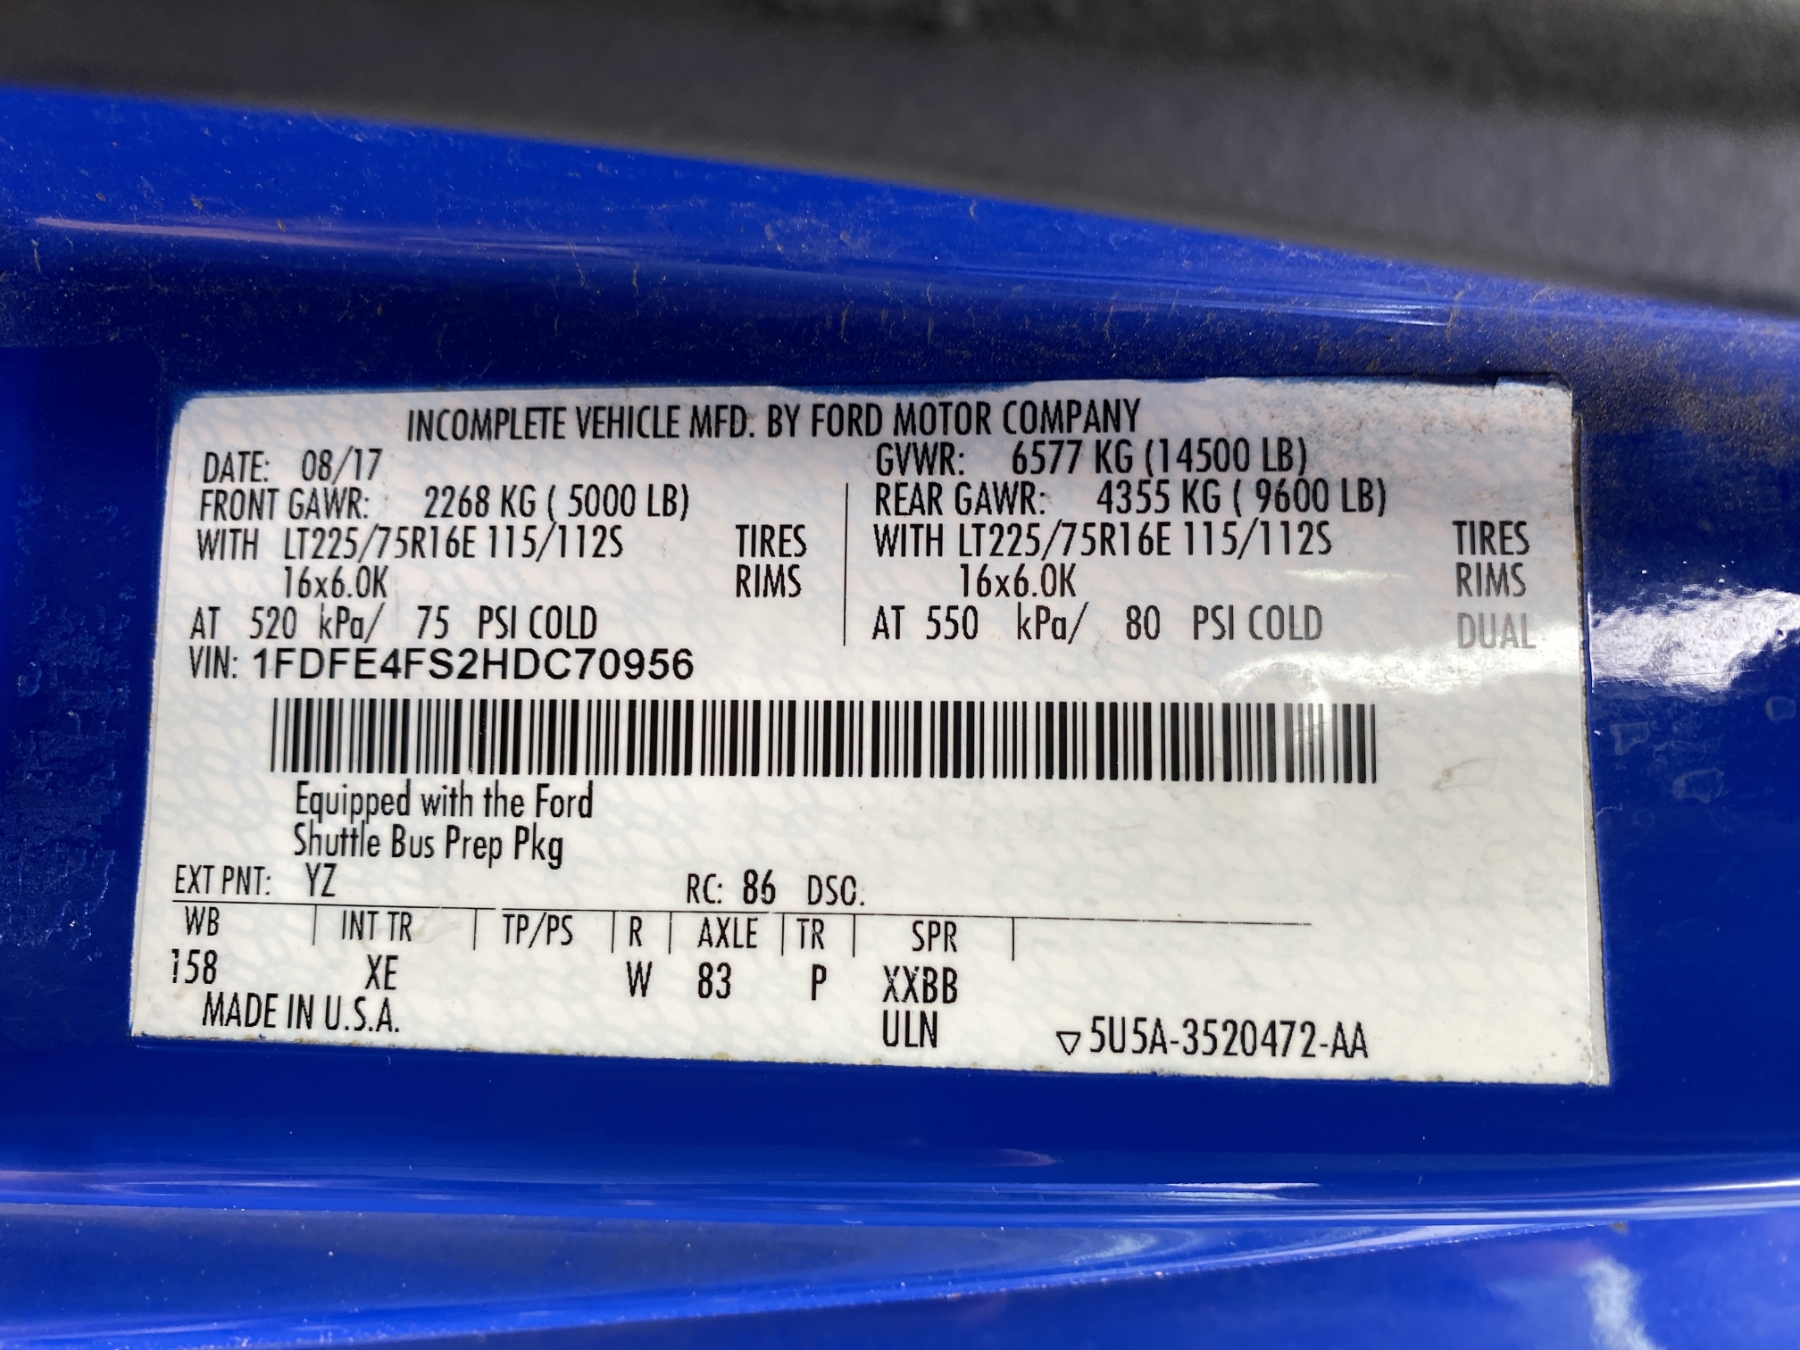 INCOMPLETE VEHICLE MFD. BY FORD MOTOR COMPANY
DATE: 08/17 GVWR: 6577 KG (14500 LB)
FRONT GAWR: 2268 KG ( 5000 LB) REAR GAWR: 4355 KG ( 9600 LB)
WITH LT225/75R16E 115/112S TIRES WITH LT225/75R16E 115/112S TIRES
16x6.0K RIMS 16x6.0K RIMS
AT 520 kPa/ 75 PSI COLD AT 550 kPa/ 80 PSI COLD DUAL
VIN: 1FDFE4FS2HDC70956
Equipped with the Ford
Shuttle Bus Prep Pkg
EXT PNT: YZ RC: 86 DSO:
WB INT TR TP/PS R AXLE TR SPR
158 XE W 83 P XXBB
MADE IN U.S.A. ULN ▽5U5A-3520472-AA